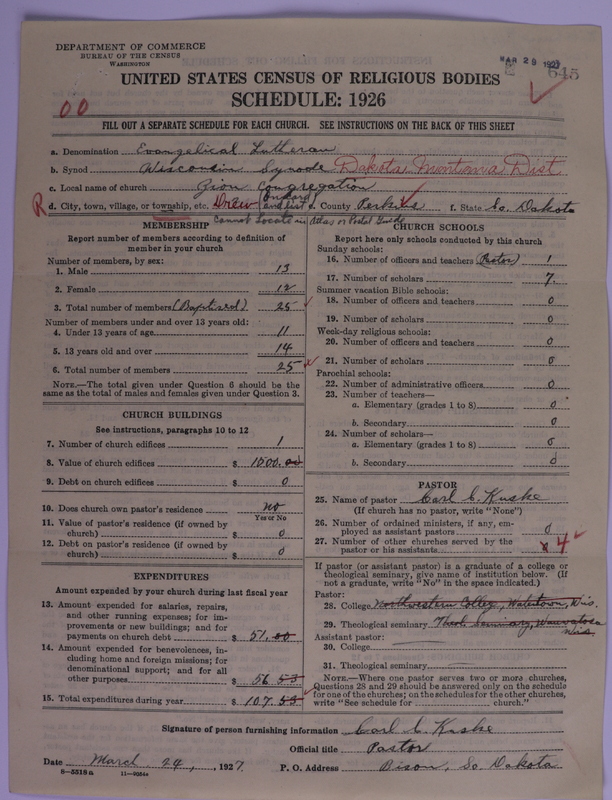 DEPARTMENT OF COMMERCE
BUREAU OF THE CENSUS
WASHINGTON
MAR 29 1927
645
UNITED STATES CENSUS OF RELIGIOUS BODIES
SCHEDULE: 1926
00
FILL OUT A SEPARATE SCHEDULE FOR EACH CHURCH. SEE INSTRUCTIONS ON THE BACK OF THIS SHEET
a. Denomination Evangelical Lutheran
b. Synod Wisconsin Synode Dakota Montana Dist
c. Local name of church Zion Congregation
R d. City, town, village, or township, etc. Drew e. County Perkins f. State So. Dakota
Cannot Locate in Atlas or Postal Guide
MEMBERSHIP
Report number of members according to definition of
member in your church
Number of members, by sex:
1. Male 13
2. Female 12
3. Total number of members (Baptised) 25
Number of members under and over 13 years old:
4. Under 13 years of age 11
5. 13 years old and over 14
6. Total number of members 25
NOTE.—The total given under Question 6 should be the
same as the total of males and females given under Question 3.
CHURCH BUILDINGS
See instructions, paragraphs 10 to 12
7. Number of church edifices 1
8. Value of church edifices $ 1000.00
9. Debt on church edifices $ 0
10. Does church own pastor's residence no
Yes or No
11. Value of pastor's residence (if owned by
church) $ 0
12. Debt on pastor's residence (if owned by
church) $ 0
EXPENDITURES
Amount expended by your church during last fiscal year
13. Amount expended for salaries, repairs,
and other running expenses; for im-
provements or new buildings; and for
payments on church debt $ 51.00
14. Amount expended for benevolences, in-
cluding home and foreign missions; for
denominational support; and for all
other purposes $ 56.53
15. Total expenditures during year $ 107.53
CHURCH SCHOOLS
Report here only schools conducted by this church
Sunday schools:
16. Number of officers and teachers (Pastor) 1
17. Number of scholars 7.
Summer vacation Bible schools:
18. Number of officers and teachers 0
19. Number of scholars 0
Week-day religious schools:
20. Number of officers and teachers 0
21. Number of scholars 0
Parochial schools:
22. Number of administrative officers 0
23. Number of teachers—
a. Elementary (grades 1 to 8) 0
b. Secondary 0
24. Number of scholars—
a. Elementary (grades 1 to 8) 0
b. Secondary 0
PASTOR
25. Name of pastor Carl C. Kuske
(If church has no pastor, write "None")
26. Number of ordained ministers, if any, em-
ployed as assistant pastors 0
27. Number of other churches served by the
pastor or his assistants 4
If pastor (or assistant pastor) is a graduate of a college or
theological seminary, give name of institution below. (If
not a graduate, write "No" in the space indicated.)
Pastor:
28. College Northwestern College, Watertown, Wis.
29. Theological seminary Theol. Seminary, Wauwatosa
Wis.
Assistant pastor:
30. College
31. Theological seminary
NOTE.—Where one pastor serves two or more churches,
Questions 28 and 29 should be answered only on the schedule
for one of the churches; on the schedules for the other churches,
write "See schedule for church."
Signature of person furnishing information Carl C. Kuske
Official title Pastor
Date March 24, 1927 P. O. Address Bison, So. Dakota
8—5518a 11—9054a